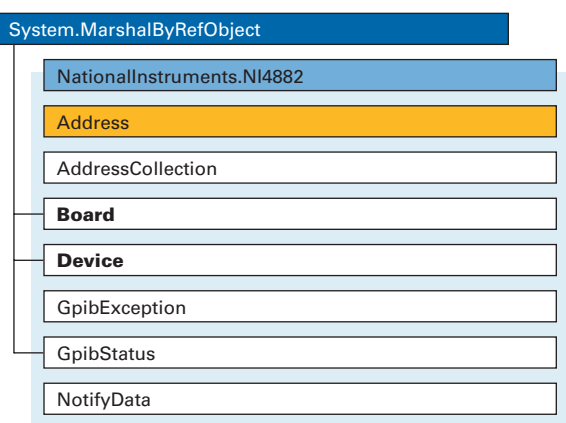 System.MarshalByRefObject
NationalInstruments.NI4882
Address
AddressCollection
Board
Device
GpibException
GpibStatus
NotifyData